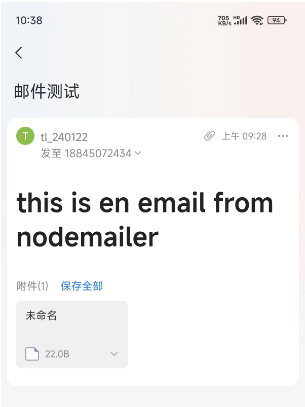 10:38
705
KB/s
HD
94
邮件测试
T
tl_240122
上午 09:28
发至 18845072434
this is en email from
nodemailer
附件(1) 保存全部
未命名
22.0B